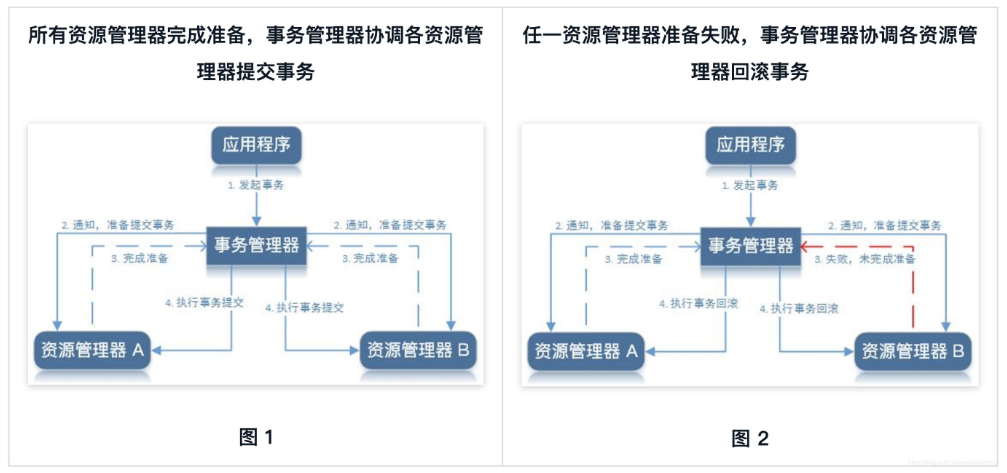 所有资源管理器完成准备，事务管理器协调各资源管
理器提交事务
应用程序
1. 发起事务
2. 通知，准备提交事务
2. 通知，准备提交事务
事务管理器
3. 完成准备
3. 完成准备
4. 执行事务提交
4. 执行事务提交
资源管理器 A
资源管理器 B
图 1
任一资源管理器准备失败，事务管理器协调各资源管
理器回滚事务
应用程序
1. 发起事务
2. 通知，准备提交事务
2. 通知，准备提交事务
事务管理器
3. 完成准备
3. 失败，未完成准备
4. 执行事务回滚
4. 执行事务回滚
资源管理器 A
资源管理器 B
图 2